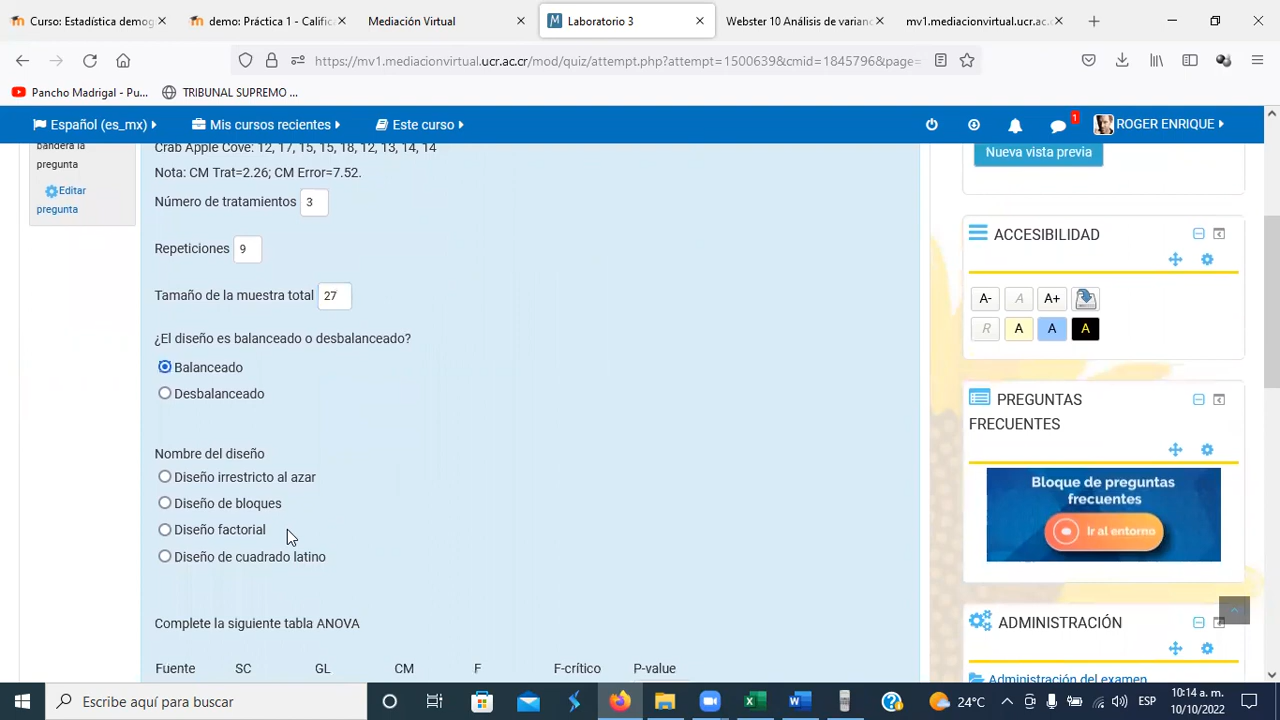 Curso: Estadística demog
demo: Práctica 1 - Califica
Mediación Virtual
Laboratorio 3
Webster 10 Análisis de varianc
mv1.mediacionvirtual.ucr.ac.c
https://mv1.mediacionvirtual.ucr.ac.cr/mod/quiz/attempt.php?attempt=1500639&cmid=1845796&page=
Pancho Madrigal - Pu...
TRIBUNAL SUPREMO ...
Español (es_mx)
Mis cursos recientes
Este curso
1
ROGER ENRIQUE
bandera la
pregunta
Editar
pregunta
Crab Apple Cove: 12, 17, 15, 15, 18, 12, 13, 14, 14
Nota: CM Trat=2.26; CM Error=7.52.
Número de tratamientos 3
Repeticiones 9
Tamaño de la muestra total 27
¿El diseño es balanceado o desbalanceado?
Balanceado
Desbalanceado
Nombre del diseño
Diseño irrestricto al azar
Diseño de bloques
Diseño factorial
Diseño de cuadrado latino
Complete la siguiente tabla ANOVA
Fuente SC GL CM F F-crítico P-value
Nueva vista previa
ACCESIBILIDAD
A- A A+
R A A A
PREGUNTAS
FRECUENTES
Bloque de preguntas
frecuentes
Ir al entorno
ADMINISTRACIÓN
Administración del examen
Escribe aquí para buscar
24°C
ESP
10:14 a. m.
10/10/2022